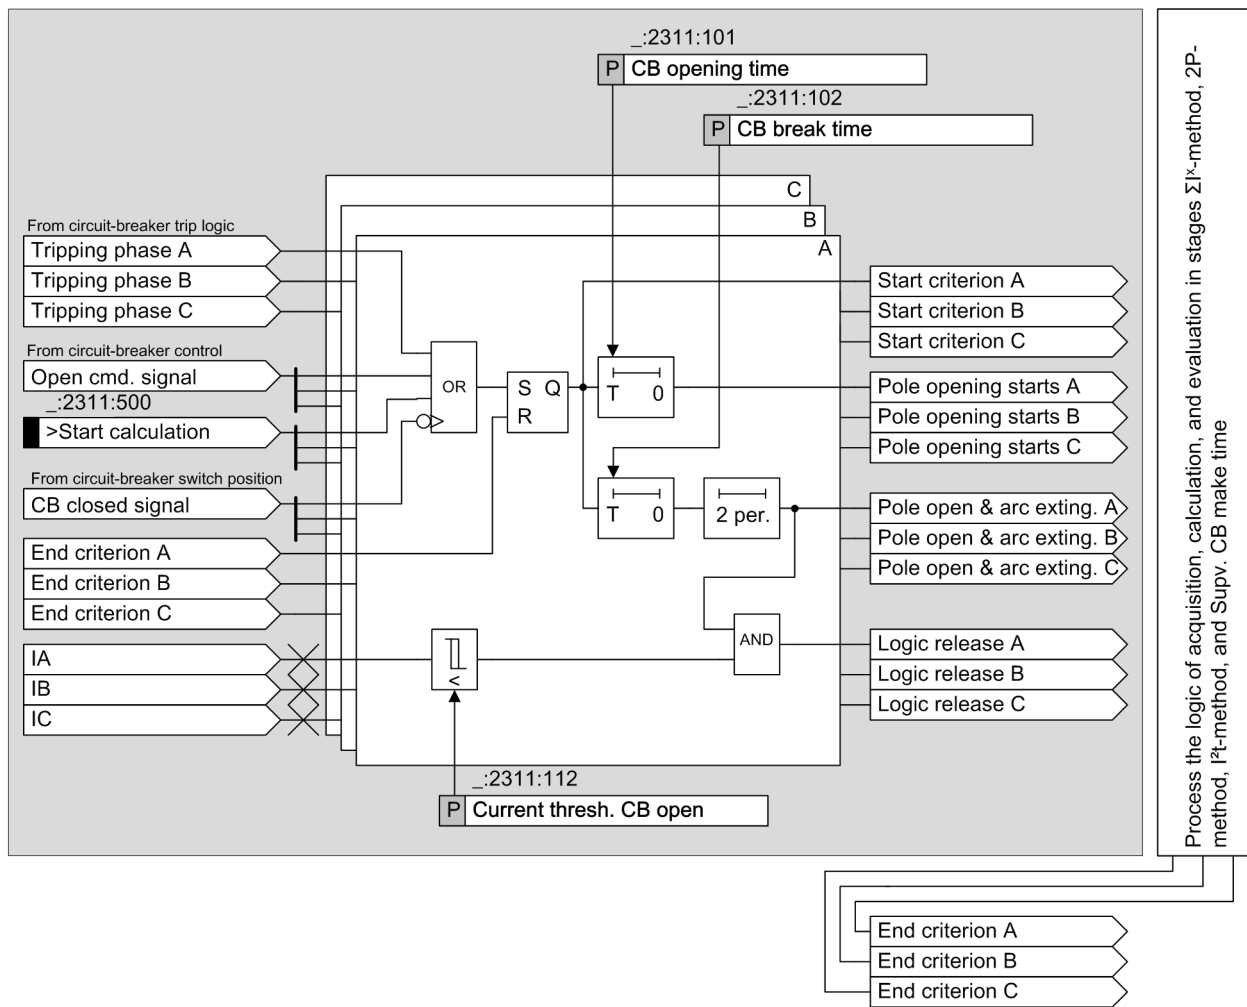 _:2311:101
P CB opening time
_:2311:102
P CB break time
C
B
A
From circuit-breaker trip logic
Tripping phase A
Tripping phase B
Tripping phase C
From circuit-breaker control
Open cmd. signal
_:2311:500
>Start calculation
From circuit-breaker switch position
CB closed signal
End criterion A
End criterion B
End criterion C
IA
IB
IC
OR
S Q
R
T 0
T 0
2 per.
AND
<
_:2311:112
P Current thresh. CB open
Start criterion A
Start criterion B
Start criterion C
Pole opening starts A
Pole opening starts B
Pole opening starts C
Pole open & arc exting. A
Pole open & arc exting. B
Pole open & arc exting. C
Logic release A
Logic release B
Logic release C
Process the logic of acquisition, calculation, and evaluation in stages ΣIˣ-method, 2P-
method, I²t-method, and Supv. CB make time
End criterion A
End criterion B
End criterion C